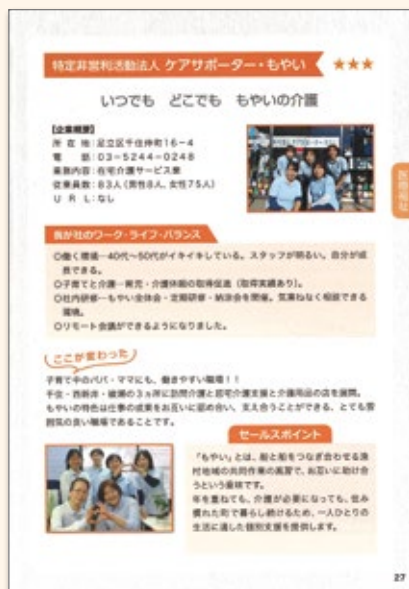 特定非営利活動法人 ケアサポーター・もやい ★★★
いつでも どこでも もやいの介護
【企業概要】
所在地:足立区千住仲町16-4
電話:03-5244-0248
業務内容:在宅介護サービス業
従業員数:83人(男性8人、女性75人)
URL:なし
医療福祉
我が社のワーク・ライフ・バランス
○働く環境―40代~50代がイキイキしている。スタッフが明るい。自分が成
長できる。
○子育てと介護―育児・介護休暇の取得促進(取得実績あり)。
○社内研修―もやい全体会・定期研修・納涼会を開催。気兼ねなく相談できる
環境。
○リモート会議ができるようになりました。
ここが変わった
子育て中のパパ・ママにも、働きやすい職場!!
千住・西新井・綾瀬の3ヵ所に訪問介護と居宅介護支援と介護用品の店を展開。
もやいの特色は仕事の成果をお互いに認め合い、支え合うことができる、とても雰
囲気の良い職場であることです。
セールスポイント
「もやい」とは、船と船をつなぎ合わせる漁
村地域の共同作業の風習で、お互いに助け合
うという意味です。
年を重ねても、介護が必要になっても、住み
慣れた町で暮らし続けるため、一人ひとりの
生活に適した個別支援を提供します。
27